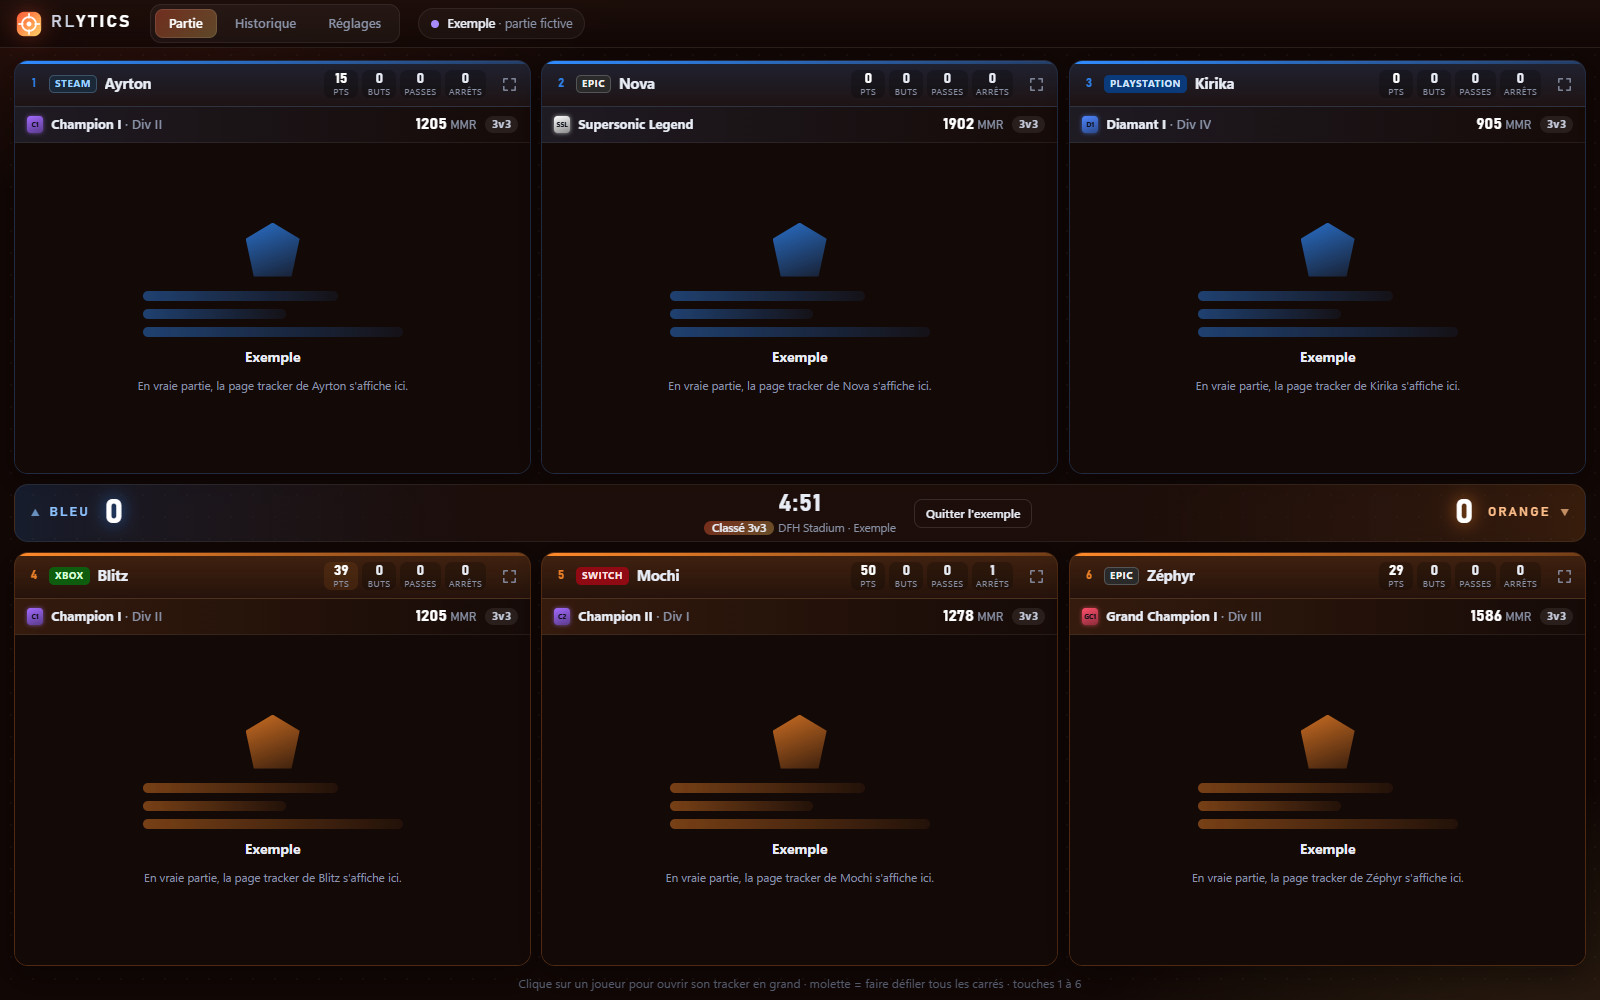 RLYTICS Partie Historique Réglages Exemple · partie fictive
1 STEAM Ayrton 15 PTS 0 BUTS 0 PASSES 0 ARRÊTS
C1 Champion I · Div II 1205 MMR 3v3
Exemple
En vraie partie, la page tracker de Ayrton s'affiche ici.
2 EPIC Nova 0 PTS 0 BUTS 0 PASSES 0 ARRÊTS
SSL Supersonic Legend 1902 MMR 3v3
Exemple
En vraie partie, la page tracker de Nova s'affiche ici.
3 PLAYSTATION Kirika 0 PTS 0 BUTS 0 PASSES 0 ARRÊTS
D1 Diamant I · Div IV 905 MMR 3v3
Exemple
En vraie partie, la page tracker de Kirika s'affiche ici.
▲ BLEU 0
4:51
Classé 3v3 DFH Stadium · Exemple
Quitter l'exemple
0 ORANGE ▼
4 XBOX Blitz 39 PTS 0 BUTS 0 PASSES 0 ARRÊTS
C1 Champion I · Div II 1205 MMR 3v3
Exemple
En vraie partie, la page tracker de Blitz s'affiche ici.
5 SWITCH Mochi 50 PTS 0 BUTS 0 PASSES 1 ARRÊTS
C2 Champion II · Div I 1278 MMR 3v3
Exemple
En vraie partie, la page tracker de Mochi s'affiche ici.
6 EPIC Zéphyr 29 PTS 0 BUTS 0 PASSES 0 ARRÊTS
GC1 Grand Champion I · Div III 1586 MMR 3v3
Exemple
En vraie partie, la page tracker de Zéphyr s'affiche ici.
Clique sur un joueur pour ouvrir son tracker en grand · molette = faire défiler tous les carrés · touches 1 à 6